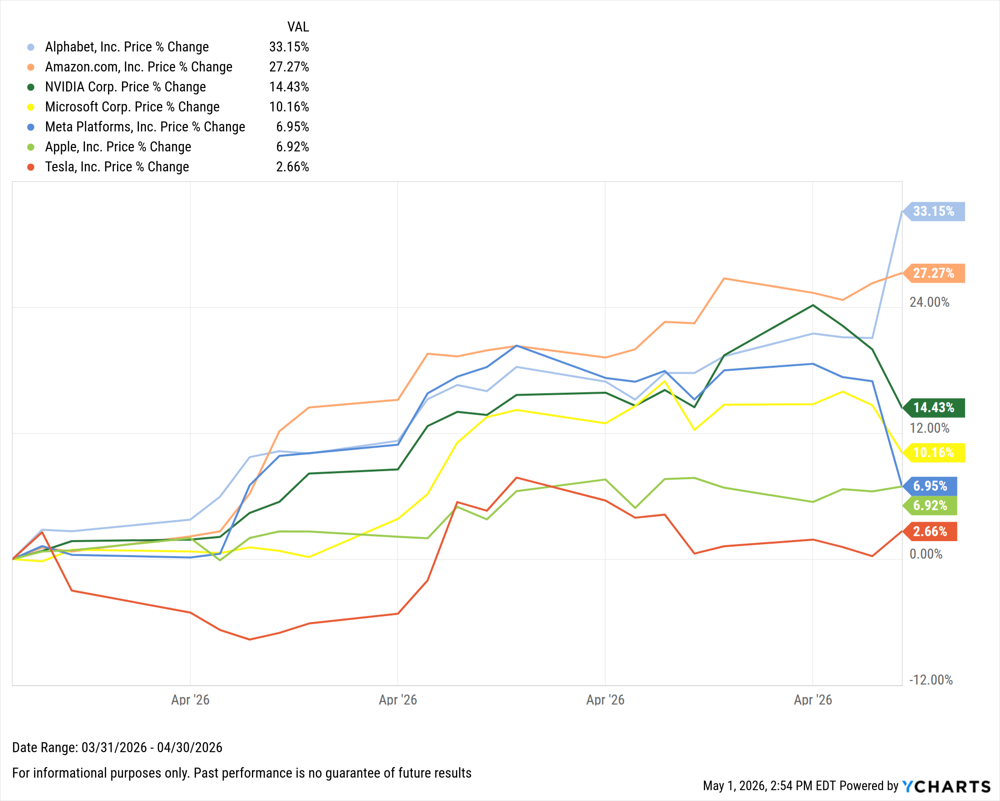 VAL
Alphabet, Inc. Price % Change 33.15%
Amazon.com, Inc. Price % Change 27.27%
NVIDIA Corp. Price % Change 14.43%
Microsoft Corp. Price % Change 10.16%
Meta Platforms, Inc. Price % Change 6.95%
Apple, Inc. Price % Change 6.92%
Tesla, Inc. Price % Change 2.66%
33.15%
27.27%
24.00%
14.43%
12.00%
10.16%
6.95%
6.92%
2.66%
0.00%
-12.00%
Apr '26 Apr '26 Apr '26 Apr '26
Date Range: 03/31/2026 - 04/30/2026
For informational purposes only. Past performance is no guarantee of future results
May 1, 2026, 2:54 PM EDT Powered by YCHARTS